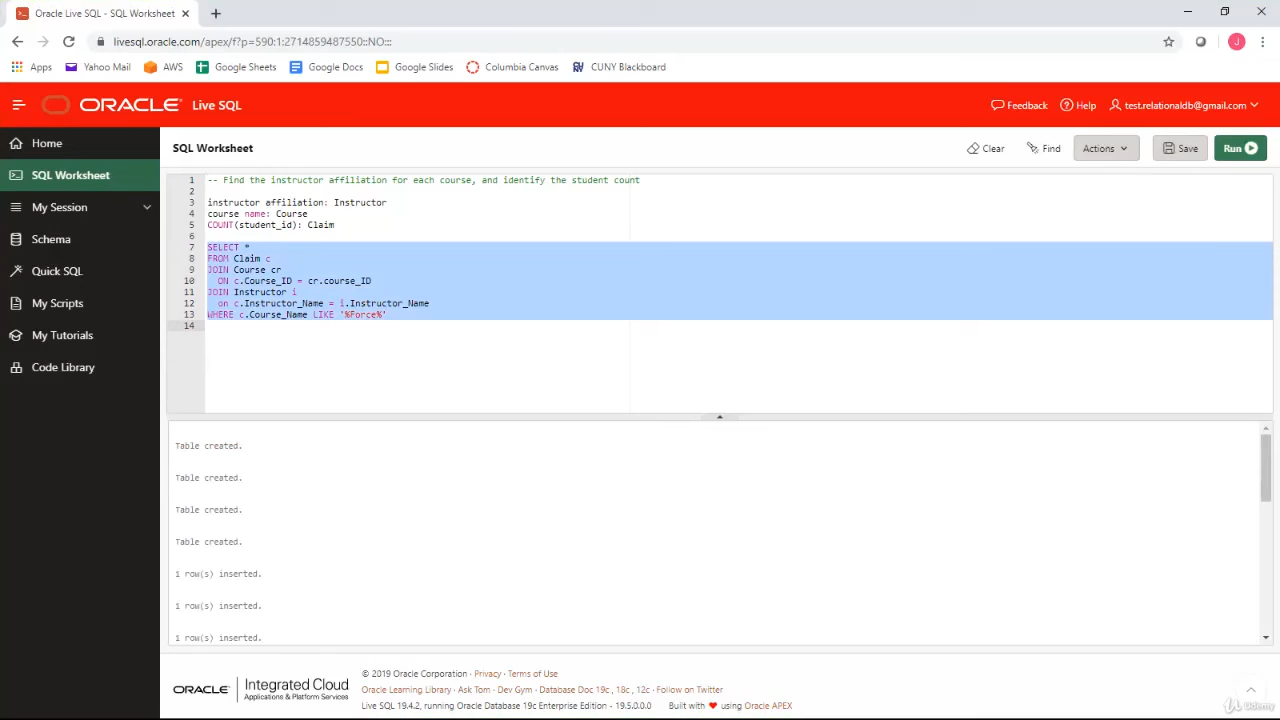 Oracle Live SQL - SQL Worksheet
livesql.oracle.com/apex/f?p=590:1:2714859487550::NO:::
J
Apps Yahoo Mail AWS Google Sheets Google Docs Google Slides Columbia Canvas CUNY Blackboard
ORACLE Live SQL Feedback Help test.relationaldb@gmail.com
Home
SQL Worksheet
My Session
Schema
Quick SQL
My Scripts
My Tutorials
Code Library
SQL Worksheet Clear Find Actions Save Run
1 -- Find the instructor affiliation for each course, and identify the student count
2
3 instructor affiliation: Instructor
4 course name: Course
5 COUNT(student_id): Claim
6
7 SELECT *
8 FROM Claim c
9 JOIN Course cr
10 ON c.Course_ID = cr.course_ID
11 JOIN Instructor i
12 on c.Instructor_Name = i.Instructor_Name
13 WHERE c.Course_Name LIKE '%Force%'
14
Table created.
Table created.
Table created.
Table created.
1 row(s) inserted.
1 row(s) inserted.
1 row(s) inserted.
ORACLE Integrated Cloud
Applications & Platform Services
© 2019 Oracle Corporation · Privacy · Terms of Use
Oracle Learning Library · Ask Tom · Dev Gym · Database Doc 19c , 18c , 12c · Follow on Twitter
Live SQL 19.4.2, running Oracle Database 19c Enterprise Edition - 19.5.0.0.0 Built with ❤ using Oracle APEX
Udemy